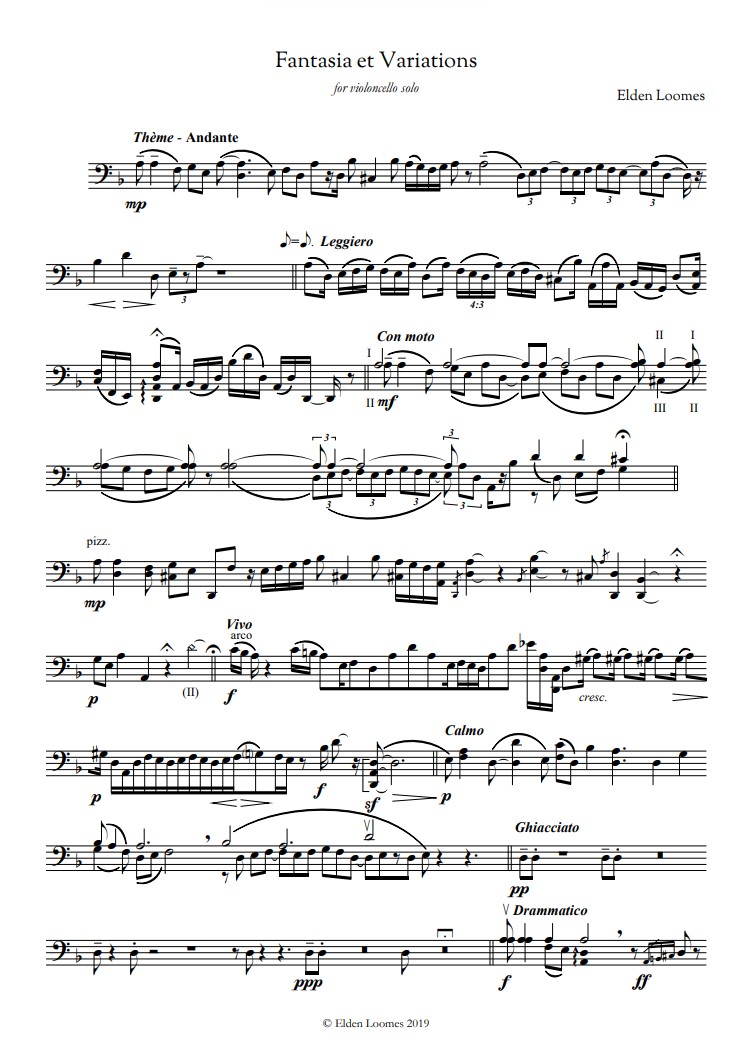 Fantasia et Variations
for violoncello solo
Elden Loomes
Thème - Andante
mp
3 3 3 3
Leggiero
3
4:3
Con moto
I
II
I
II
mf
III
II
3
3
3 3
3
pizz.
mp
Vivo
arco
p
(II)
f
cresc.
Calmo
p
f
sf
p
Ghiacciato
pp
Drammatico
ppp
f
ff
© Elden Loomes 2019